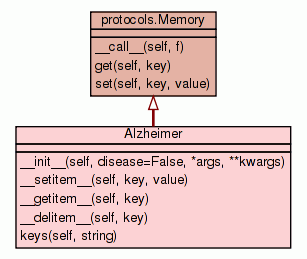 protocols.Memory
__call__(self, f)
get(self, key)
set(self, key, value)
Alzheimer
__init__(self, disease=False, *args, **kwargs)
__setitem__(self, key, value)
__getitem__(self, key)
__delitem__(self, key)
keys(self, string)